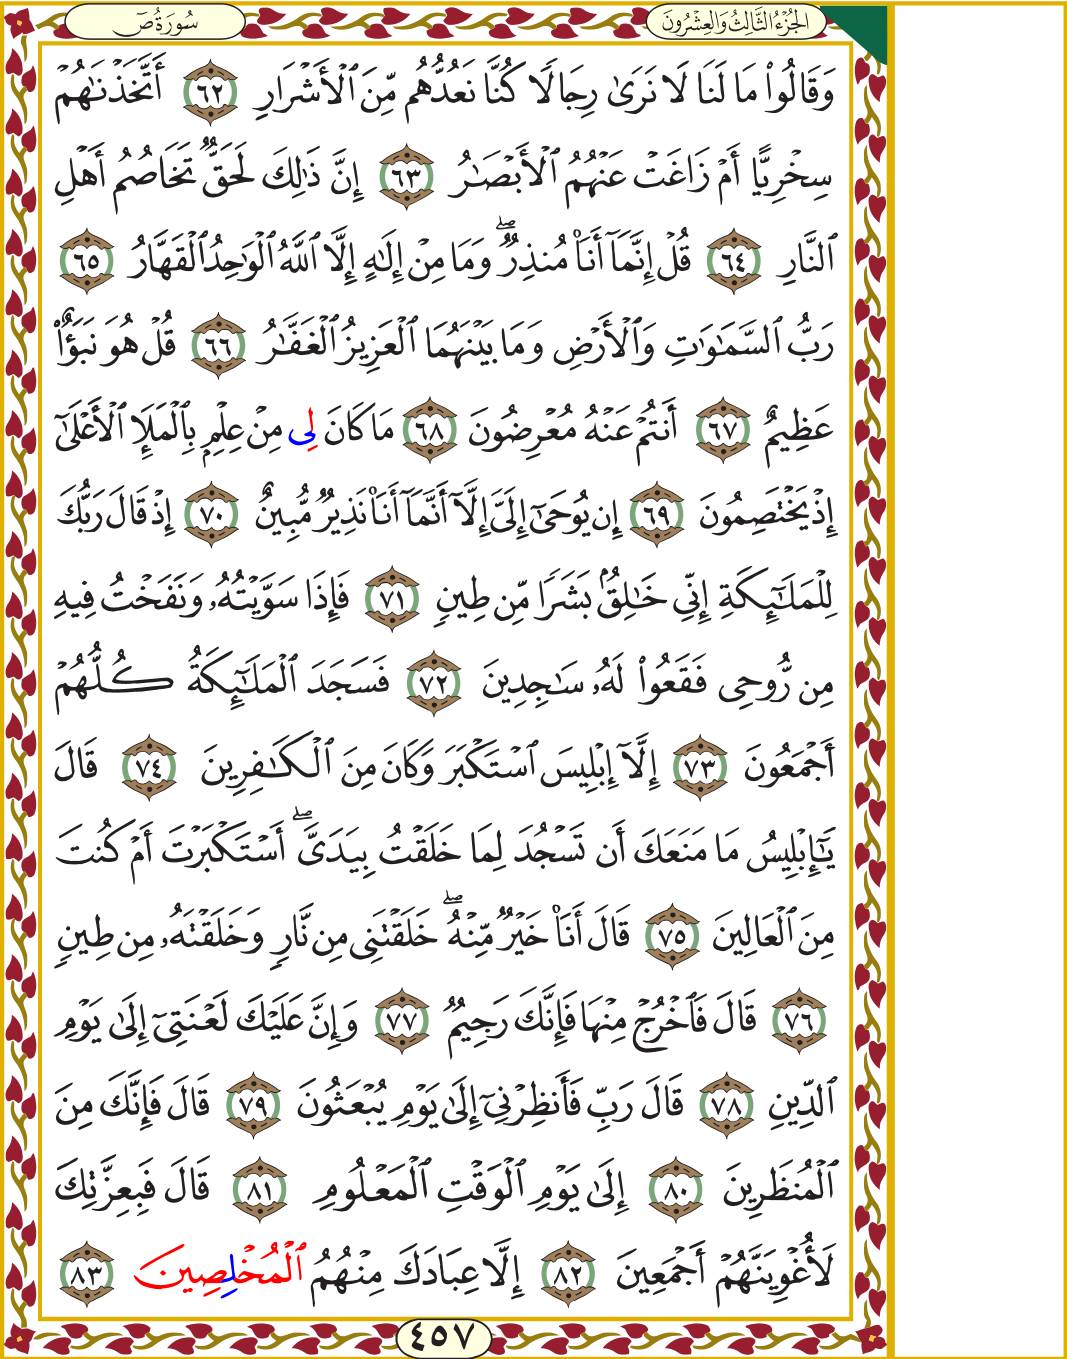 سُورَةُ صٓ
الجُزْءُ الثَّالِثُ وَالعِشْرُونَ
وَقَالُوا۟ مَا لَنَا لَا نَرَىٰ رِجَالًا كُنَّا نَعُدُّهُم مِّنَ ٱلْأَشْرَارِ ٦٢ أَتَّخَذْنَٰهُمْ
سِخْرِيًّا أَمْ زَاغَتْ عَنْهُمُ ٱلْأَبْصَٰرُ ٦٣ إِنَّ ذَٰلِكَ لَحَقٌّ تَخَاصُمُ أَهْلِ
ٱلنَّارِ ٦٤ قُلْ إِنَّمَآ أَنَا۠ مُنذِرٌ ۖ وَمَا مِنْ إِلَٰهٍ إِلَّا ٱللَّهُ ٱلْوَٰحِدُ ٱلْقَهَّارُ ٦٥
رَبُّ ٱلسَّمَٰوَٰتِ وَٱلْأَرْضِ وَمَا بَيْنَهُمَا ٱلْعَزِيزُ ٱلْغَفَّٰرُ ٦٦ قُلْ هُوَ نَبَؤٌا۟
عَظِيمٌ ٦٧ أَنتُمْ عَنْهُ مُعْرِضُونَ ٦٨ مَا كَانَ لِى مِنْ عِلْمٍۭ بِٱلْمَلَإِ ٱلْأَعْلَىٰٓ
إِذْ يَخْتَصِمُونَ ٦٩ إِن يُوحَىٰٓ إِلَىَّ إِلَّآ أَنَّمَآ أَنَا۠ نَذِيرٌ مُّبِينٌ ٧٠ إِذْ قَالَ رَبُّكَ
لِلْمَلَٰٓئِكَةِ إِنِّى خَٰلِقٌۢ بَشَرًا مِّن طِينٍ ٧١ فَإِذَا سَوَّيْتُهُۥ وَنَفَخْتُ فِيهِ
مِن رُّوحِى فَقَعُوا۟ لَهُۥ سَٰجِدِينَ ٧٢ فَسَجَدَ ٱلْمَلَٰٓئِكَةُ كُلُّهُمْ
أَجْمَعُونَ ٧٣ إِلَّآ إِبْلِيسَ ٱسْتَكْبَرَ وَكَانَ مِنَ ٱلْكَٰفِرِينَ ٧٤ قَالَ
يَٰٓإِبْلِيسُ مَا مَنَعَكَ أَن تَسْجُدَ لِمَا خَلَقْتُ بِيَدَىَّ ۖ أَسْتَكْبَرْتَ أَمْ كُنتَ
مِنَ ٱلْعَالِينَ ٧٥ قَالَ أَنَا۠ خَيْرٌ مِّنْهُ ۖ خَلَقْتَنِى مِن نَّارٍ وَخَلَقْتَهُۥ مِن طِينٍ
٧٦ قَالَ فَٱخْرُجْ مِنْهَا فَإِنَّكَ رَجِيمٌ ٧٧ وَإِنَّ عَلَيْكَ لَعْنَتِىٓ إِلَىٰ يَوْمِ
ٱلدِّينِ ٧٨ قَالَ رَبِّ فَأَنظِرْنِىٓ إِلَىٰ يَوْمِ يُبْعَثُونَ ٧٩ قَالَ فَإِنَّكَ مِنَ
ٱلْمُنظَرِينَ ٨٠ إِلَىٰ يَوْمِ ٱلْوَقْتِ ٱلْمَعْلُومِ ٨١ قَالَ فَبِعِزَّتِكَ
لَأُغْوِيَنَّهُمْ أَجْمَعِينَ ٨٢ إِلَّا عِبَادَكَ مِنْهُمُ ٱلْمُخْلِصِينَ ٨٣
٤٥٧